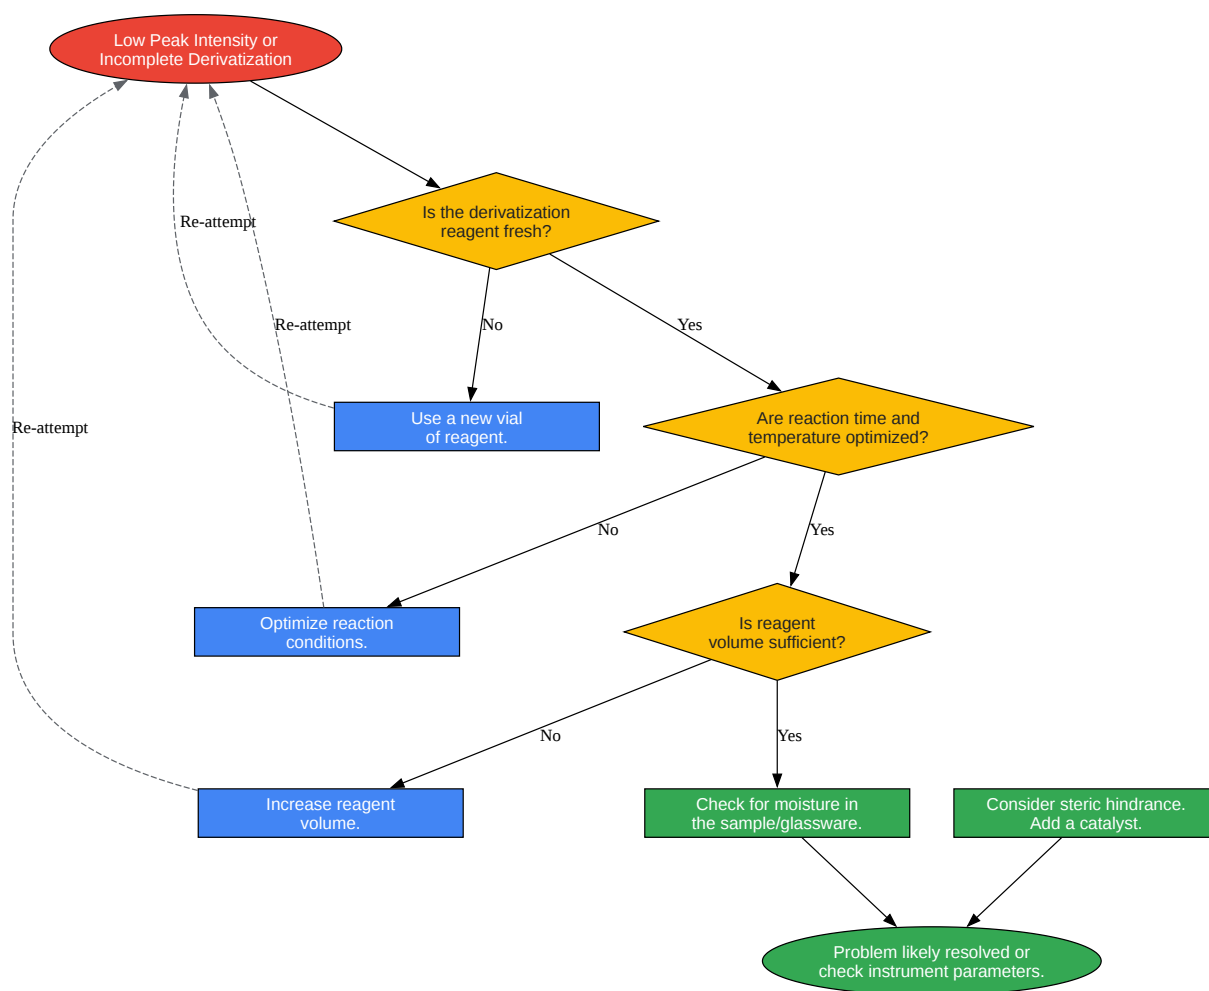 Low Peak Intensity or
Incomplete Derivatization
Is the derivatization
reagent fresh?
Re-attempt
Re-attempt
No
Yes
Use a new vial
of reagent.
Are reaction time and
temperature optimized?
Re-attempt
No
Yes
Optimize reaction
conditions.
Is reagent
volume sufficient?
No
Yes
Increase reagent
volume.
Check for moisture in
the sample/glassware.
Consider steric hindrance.
Add a catalyst.
Problem likely resolved or
check instrument parameters.